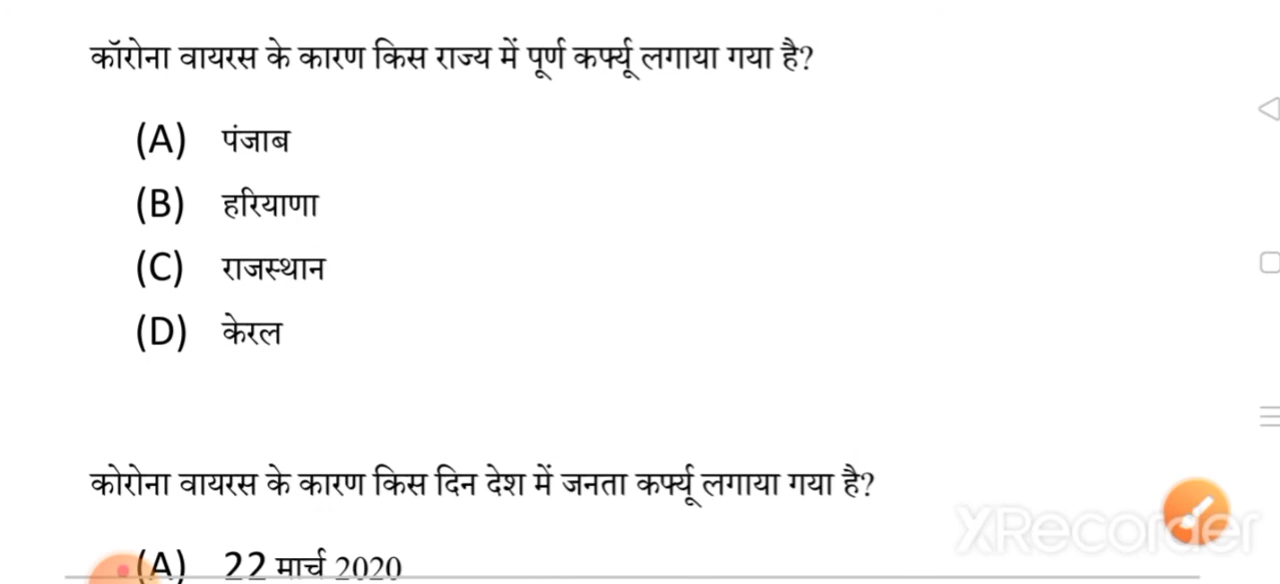 कॉरोना वायरस के कारण किस राज्य में पूर्ण कर्फ्यू लगाया गया है?
(A) पंजाब
(B) हरियाणा
(C) राजस्थान
(D) केरल
कोरोना वायरस के कारण किस दिन देश में जनता कर्फ्यू लगाया गया है?
XRecorder
(A) 22 मार्च 2020